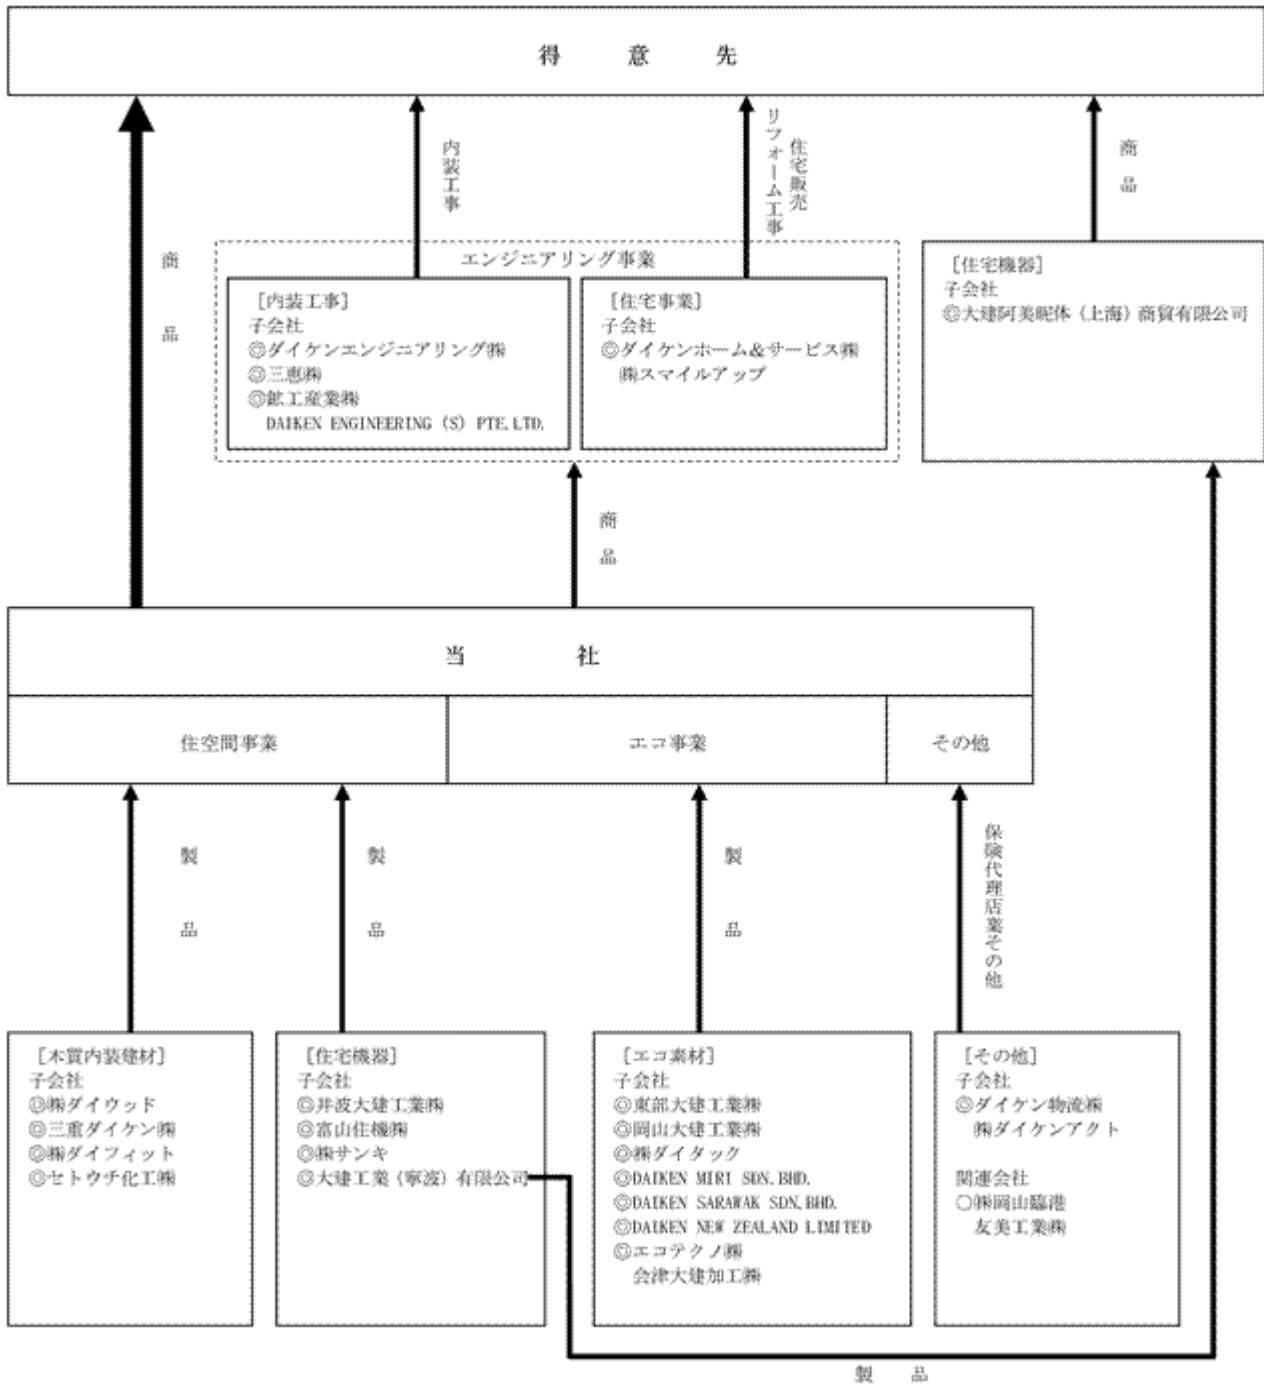 得意先
商品
内装工事
住宅販売
リフォーム工事
商品
エンジニアリング事業
[内装工事]
子会社
◎ダイケンエンジニアリング㈱
◎三恵㈱
◎鉱工産業㈱
DAIKEN ENGINEERING (S) PTE.LTD.
[住宅事業]
子会社
◎ダイケンホーム&サービス㈱
㈱スマイルアップ
[住宅機器]
子会社
◎大建阿美昵体(上海)商貿有限公司
商品
当社
住空間事業
エコ事業
その他
製品
製品
製品
保険代理店業その他
[木質内装建材]
子会社
◎㈱ダイウッド
◎三重ダイケン㈱
◎㈱ダイフィット
◎セトウチ化工㈱
[住宅機器]
子会社
◎井波大建工業㈱
◎富山住機㈱
◎㈱サンキ
◎大建工業(寧波)有限公司
[エコ素材]
子会社
◎東部大建工業㈱
◎岡山大建工業㈱
◎㈱ダイタック
◎DAIKEN MIRI SDN.BHD.
◎DAIKEN SARAWAK SDN.BHD.
◎DAIKEN NEW ZEALAND LIMITED
◎エコテクノ㈱
会津大建加工㈱
[その他]
子会社
◎ダイケン物流㈱
㈱ダイケンアクト
関連会社
○㈱岡山臨港
友美工業㈱
製品